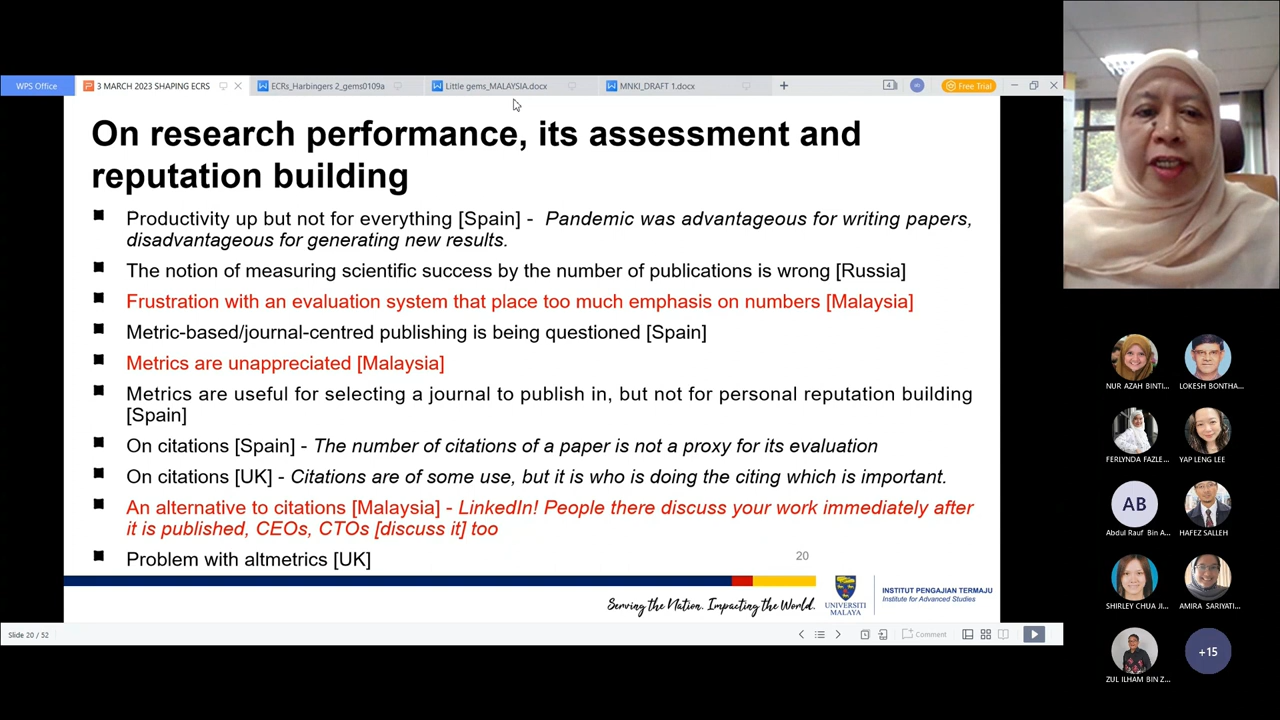 WPS Office
3 MARCH 2023 SHAPING ECRS
ECRs_Harbingers 2_gems0109a
Little gems_MALAYSIA.docx
MNKI_DRAFT 1.docx
Free Trial
On research performance, its assessment and
reputation building
Productivity up but not for everything [Spain] - Pandemic was advantageous for writing papers,
disadvantageous for generating new results.
The notion of measuring scientific success by the number of publications is wrong [Russia]
Frustration with an evaluation system that place too much emphasis on numbers [Malaysia]
Metric-based/journal-centred publishing is being questioned [Spain]
Metrics are unappreciated [Malaysia]
Metrics are useful for selecting a journal to publish in, but not for personal reputation building
[Spain]
On citations [Spain] - The number of citations of a paper is not a proxy for its evaluation
On citations [UK] - Citations are of some use, but it is who is doing the citing which is important.
An alternative to citations [Malaysia] - LinkedIn! People there discuss your work immediately after
it is published, CEOs, CTOs [discuss it] too
Problem with altmetrics [UK]
20
Serving the Nation. Impacting the World.
UNIVERSITI
MALAYA
INSTITUT PENGAJIAN TERMAJU
Institute for Advanced Studies
Slide 20 / 52
Comment
NUR AZAH BINTI...
LOKESH BONTHA...
FERLYNDA FAZLE...
YAP LENG LEE
AB
Abdul Rauf Bin A...
HAFEZ SALLEH
SHIRLEY CHUA JI...
AMIRA SARIYATI...
ZUL ILHAM BIN Z...
+15